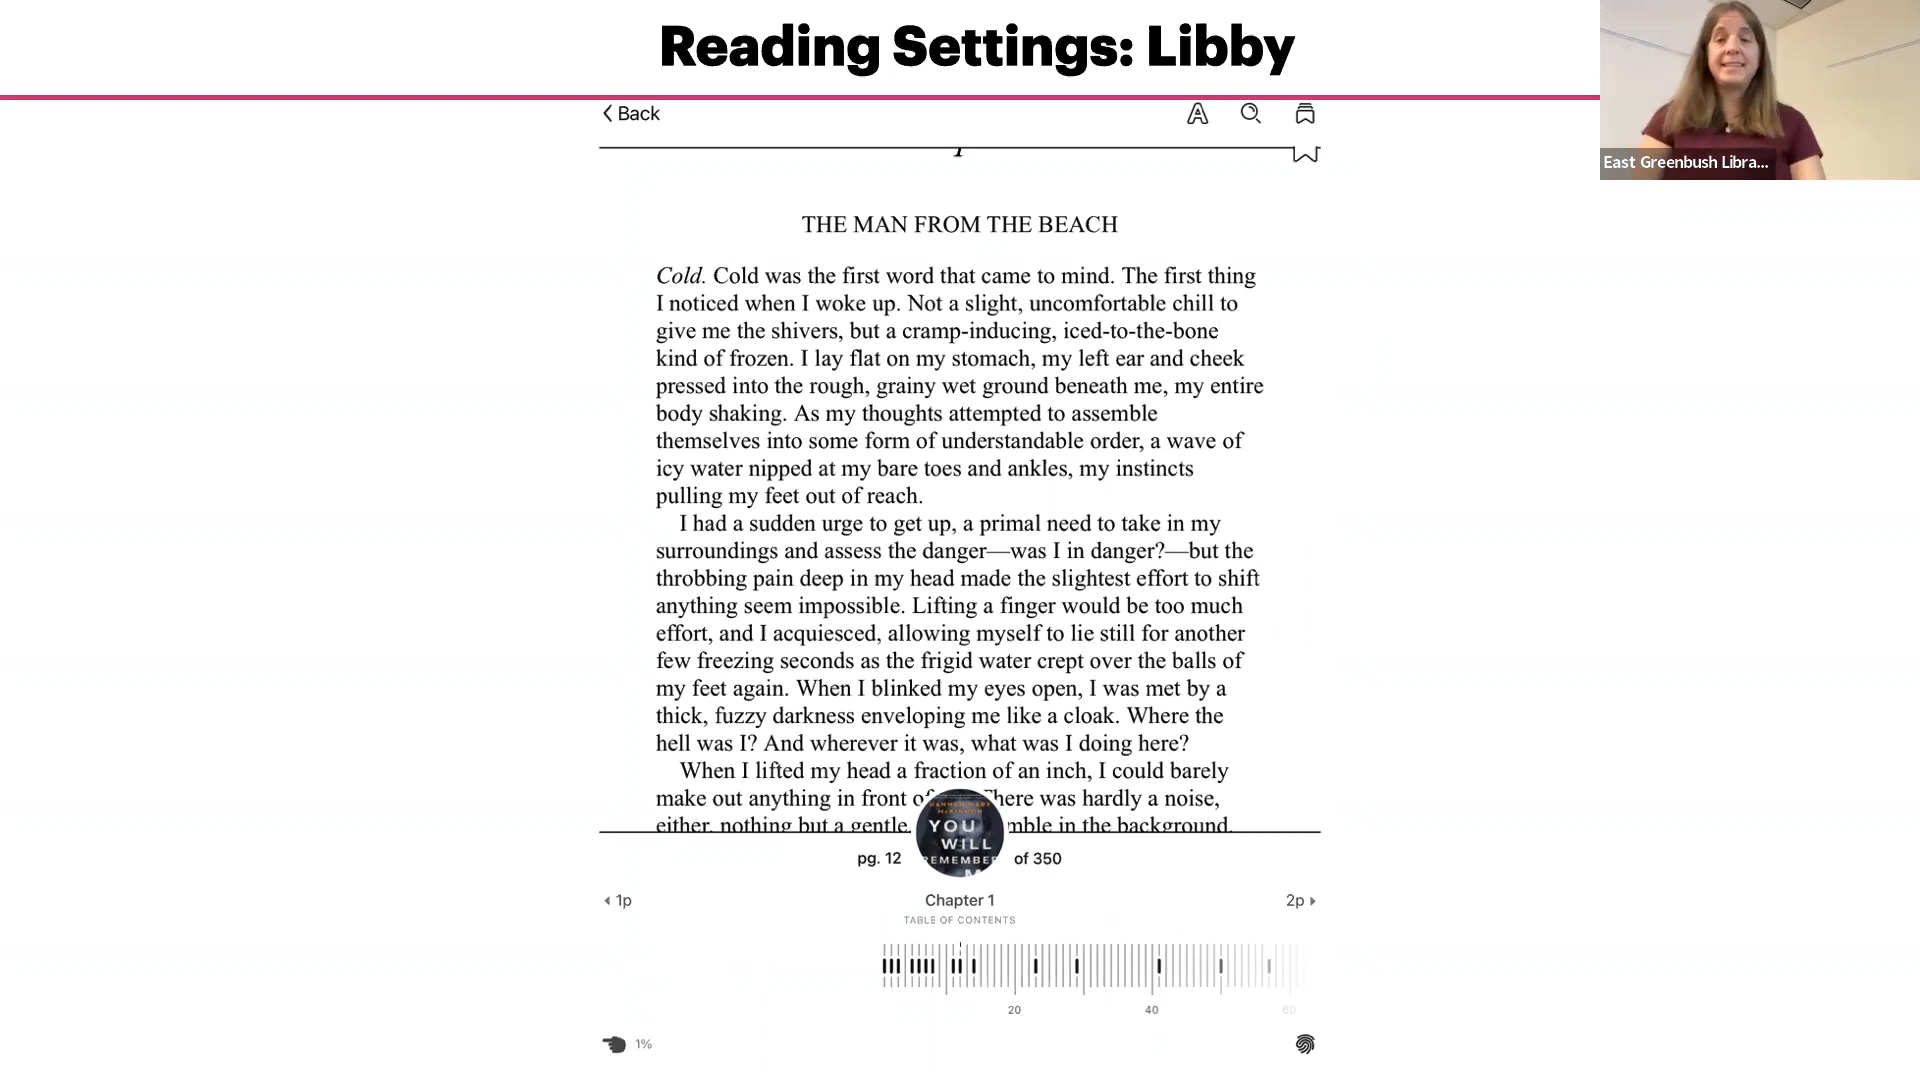 Reading Settings: Libby
Back
East Greenbush Libra...
THE MAN FROM THE BEACH
Cold. Cold was the first word that came to mind. The first thing
I noticed when I woke up. Not a slight, uncomfortable chill to
give me the shivers, but a cramp-inducing, iced-to-the-bone
kind of frozen. I lay flat on my stomach, my left ear and cheek
pressed into the rough, grainy wet ground beneath me, my entire
body shaking. As my thoughts attempted to assemble
themselves into some form of understandable order, a wave of
icy water nipped at my bare toes and ankles, my instincts
pulling my feet out of reach.
I had a sudden urge to get up, a primal need to take in my
surroundings and assess the danger—was I in danger?—but the
throbbing pain deep in my head made the slightest effort to shift
anything seem impossible. Lifting a finger would be too much
effort, and I acquiesced, allowing myself to lie still for another
few freezing seconds as the frigid water crept over the balls of
my feet again. When I blinked my eyes open, I was met by a
thick, fuzzy darkness enveloping me like a cloak. Where the
hell was I? And wherever it was, what was I doing here?
When I lifted my head a fraction of an inch, I could barely
make out anything in front of here was hardly a noise,
either, nothing but a gentle, mble in the background.
YOU
WILL
REMEMBER
pg. 12
of 350
1p
Chapter 1
2p
TABLE OF CONTENTS
20
40
60
1%